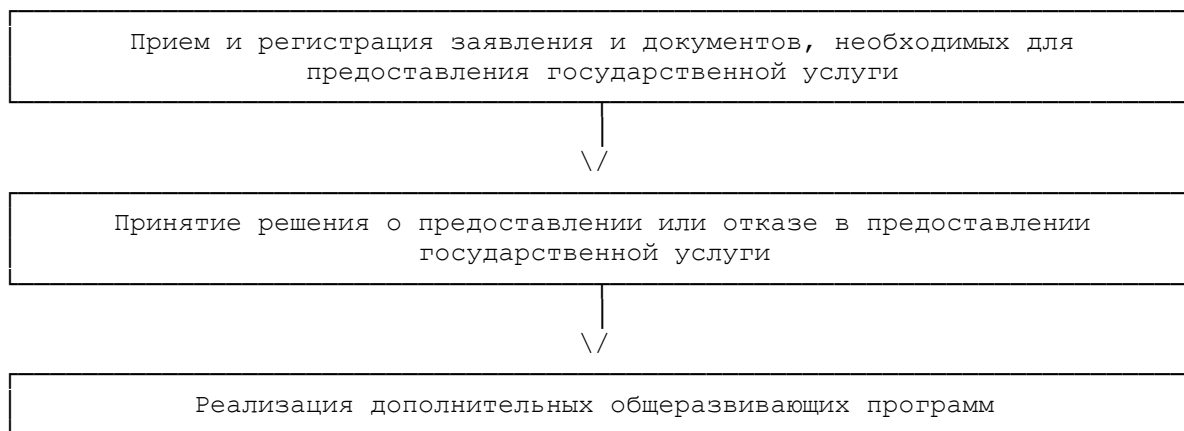 Прием и регистрация заявления и документов, необходимых для
предоставления государственной услуги
\/
Принятие решения о предоставлении или отказе в предоставлении
государственной услуги
\/
Реализация дополнительных общеразвивающих программ